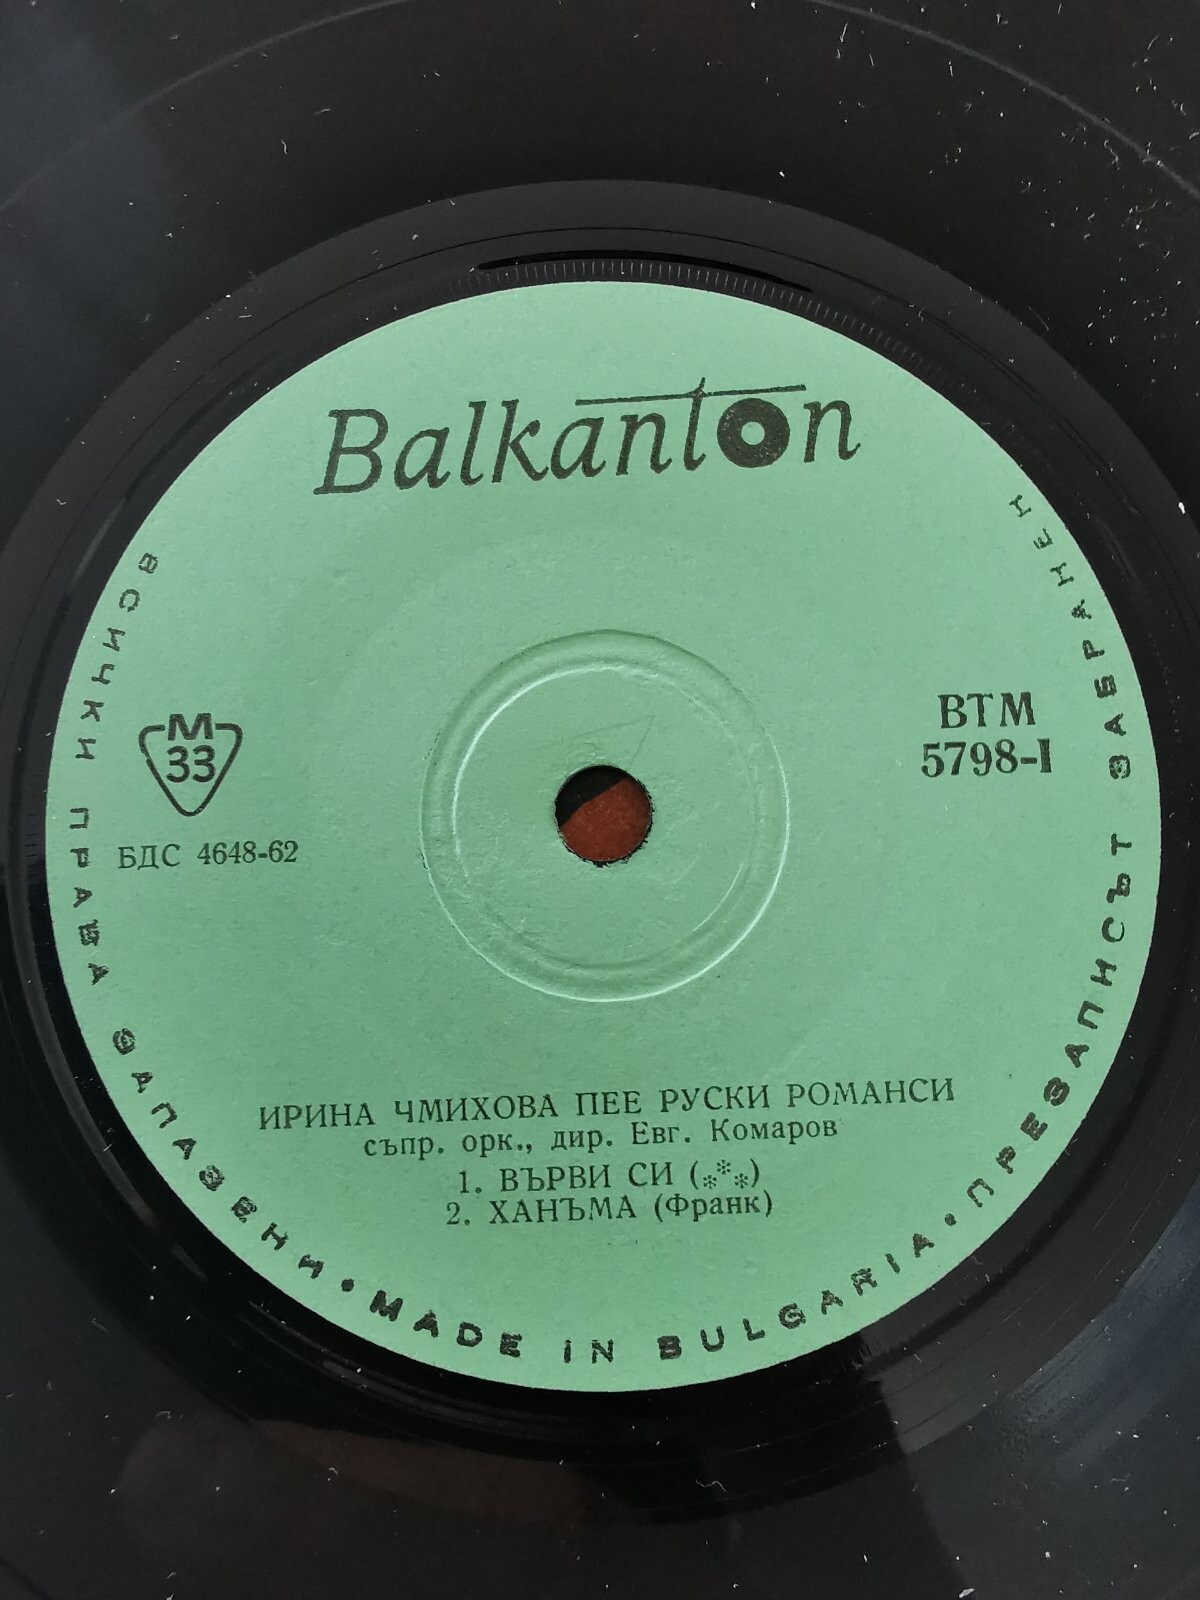 Balkanton
ВСИЧКИ ПРАВА ЗАПАЗЕНИ • MADE IN BULGARIA • ПРЕЗАПИСЪТ ЗАБРАНЕН
М
33
БДС 4648-62
ВТМ
5798-I
ИРИНА ЧМИХОВА ПЕЕ РУСКИ РОМАНСИ
съпр. орк., дир. Евг. Комаров
1. ВЪРВИ СИ (***)
2. ХАНЪМА (Франк)